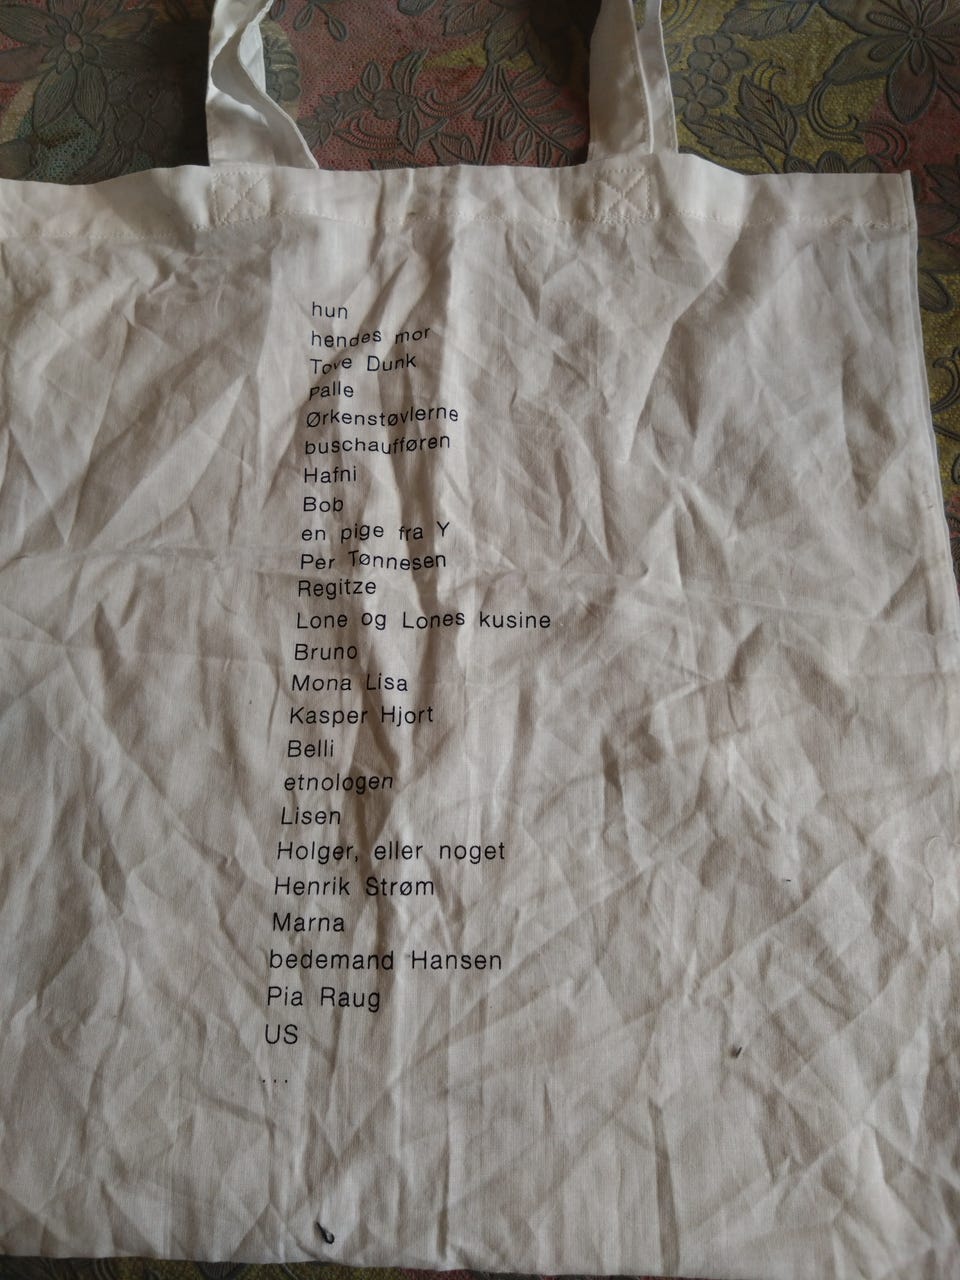 hun
hendes mor
Tove Dunk
Palle
Ørkenstøvlerne
buschaufføren
Hafni
Bob
en pige fra Y
Per Tønnesen
Regitze
Lone og Lones kusine
Bruno
Mona Lisa
Kasper Hjort
Belli
etnologen
Lisen
Holger, eller noget
Henrik Strøm
Marna
bedemand Hansen
Pia Raug
US
...